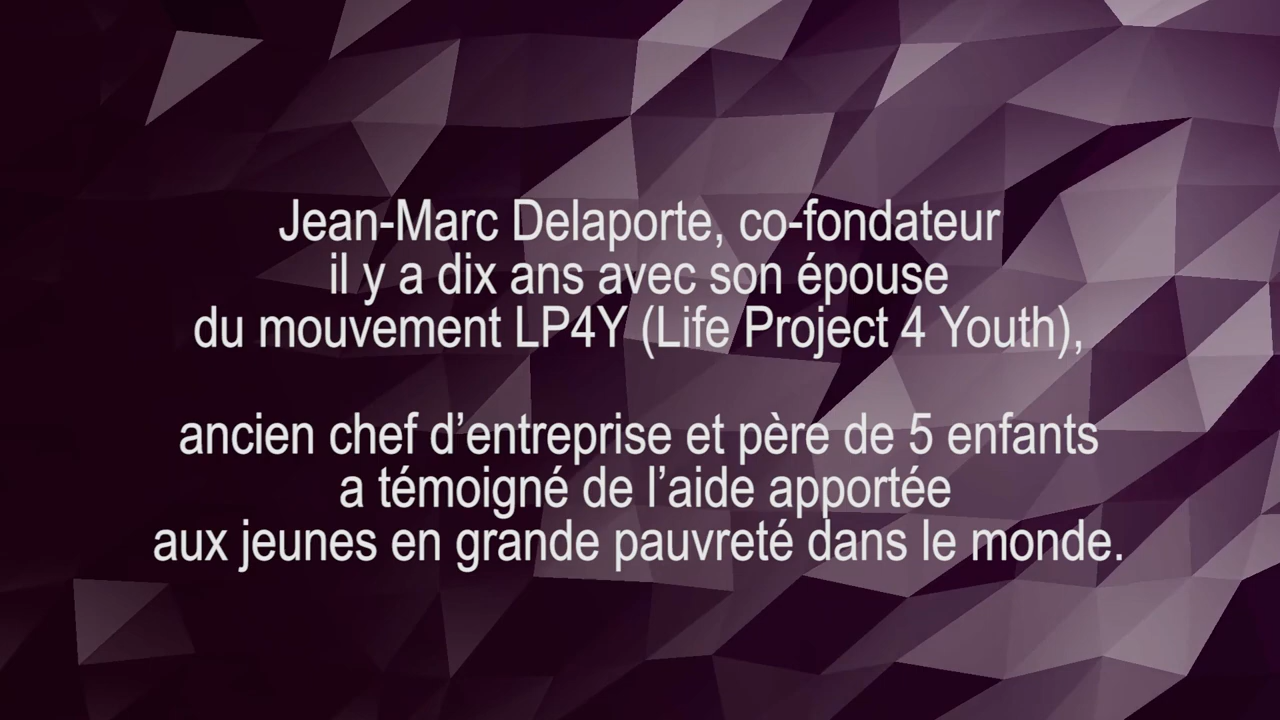 Jean-Marc Delaporte, co-fondateur
il y a dix ans avec son épouse
du mouvement LP4Y (Life Project 4 Youth),
ancien chef d’entreprise et père de 5 enfants
a témoigné de l’aide apportée
aux jeunes en grande pauvreté dans le monde.